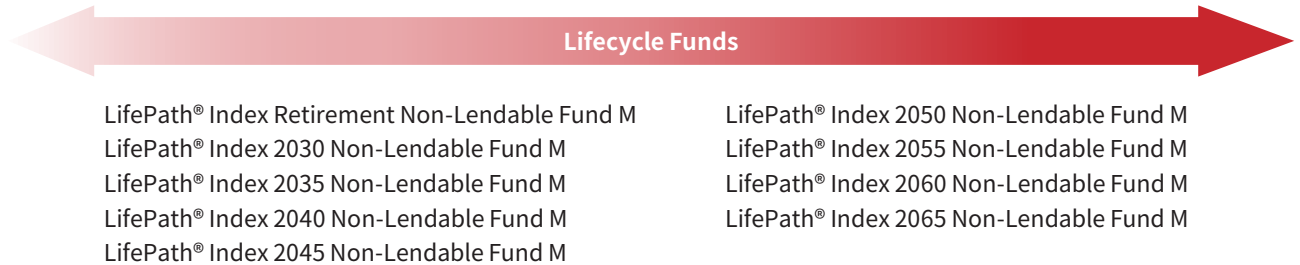 Lifecycle Funds
LifePath® Index Retirement Non-Lendable Fund M
LifePath® Index 2030 Non-Lendable Fund M
LifePath® Index 2035 Non-Lendable Fund M
LifePath® Index 2040 Non-Lendable Fund M
LifePath® Index 2045 Non-Lendable Fund M
LifePath® Index 2050 Non-Lendable Fund M
LifePath® Index 2055 Non-Lendable Fund M
LifePath® Index 2060 Non-Lendable Fund M
LifePath® Index 2065 Non-Lendable Fund M